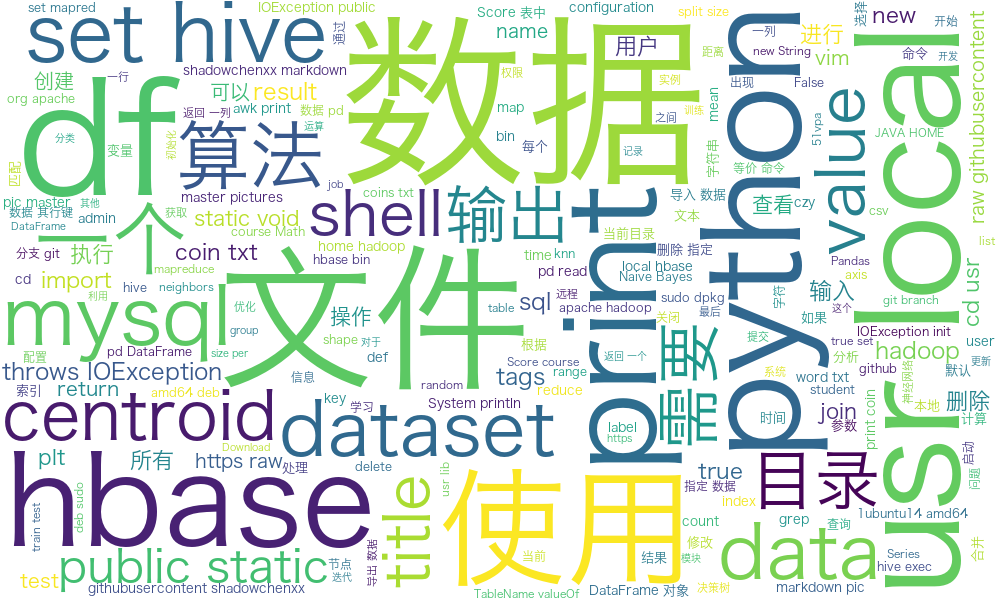 set mapred
IOException public
Score 表中
configuration
split size
选择
set hive
通过
name
用户
距离
一列
new
开始
命令
new String
进行
vim
开发
创建
一行
shadowchenxx markdown
数据
权限
出现
False
org apache
df
可以
result
实例
python
local
raw githubusercontent
返回 一列
awk print
数据 pd
训练
之间
map
mean
value
51vpa
JAVA HOME
分类
变量
初始化
算法
运算
bin
每个
记录
字符串
等价 命令
匹配
job
pic master
其他
master pictures
coins txt
shell
输出
print
导入 数据
查看
czy
csv
数据 其行键
admin
获取
static void
文本
DataFrame
一个
course Math
当前目录
删除 指定
Pandas
list
分支 git
执行
coin txt
home hadoop
time
knn
local hbase
axis
mapreduce
hbase bin
pd read
Naive Bayes
cd
import
hive
neighbors
文件
table
sql
远程
sudo dpkg
字符
输入
git branch
cd usr
利用
apache hadoop
关闭
最后
如果
这个
mysql
优化
操作
shape
对于
根据
返回 一个
需要
提交
true set
IOException init
user
配置
group
def
分析
hadoop
size per
Score course
range
系统
github
默认
更新
pd DataFrame
throws IOException
信息
tags
word txt
student
神经网络
索引
return
amd64 deb
random
reduce
时间
本地
删除
key
学习
System println
label
join
计算
centroid
dataset
https
参数
print coin
usr
plt
所有
https raw
处理
delete
Download
usr lib
true
目录
启动
指定 数据
问题
hbase
title
使用
index
deb sudo
train test
count
grep
查询
1ubuntu14 amd64
修改
data
合并
public static
节点
导出 数据
当前
结果
模块
Series
hive exec
test
迭代
githubusercontent shadowchenxx
TableName valueOf
DataFrame 对象
决策树
markdown pic